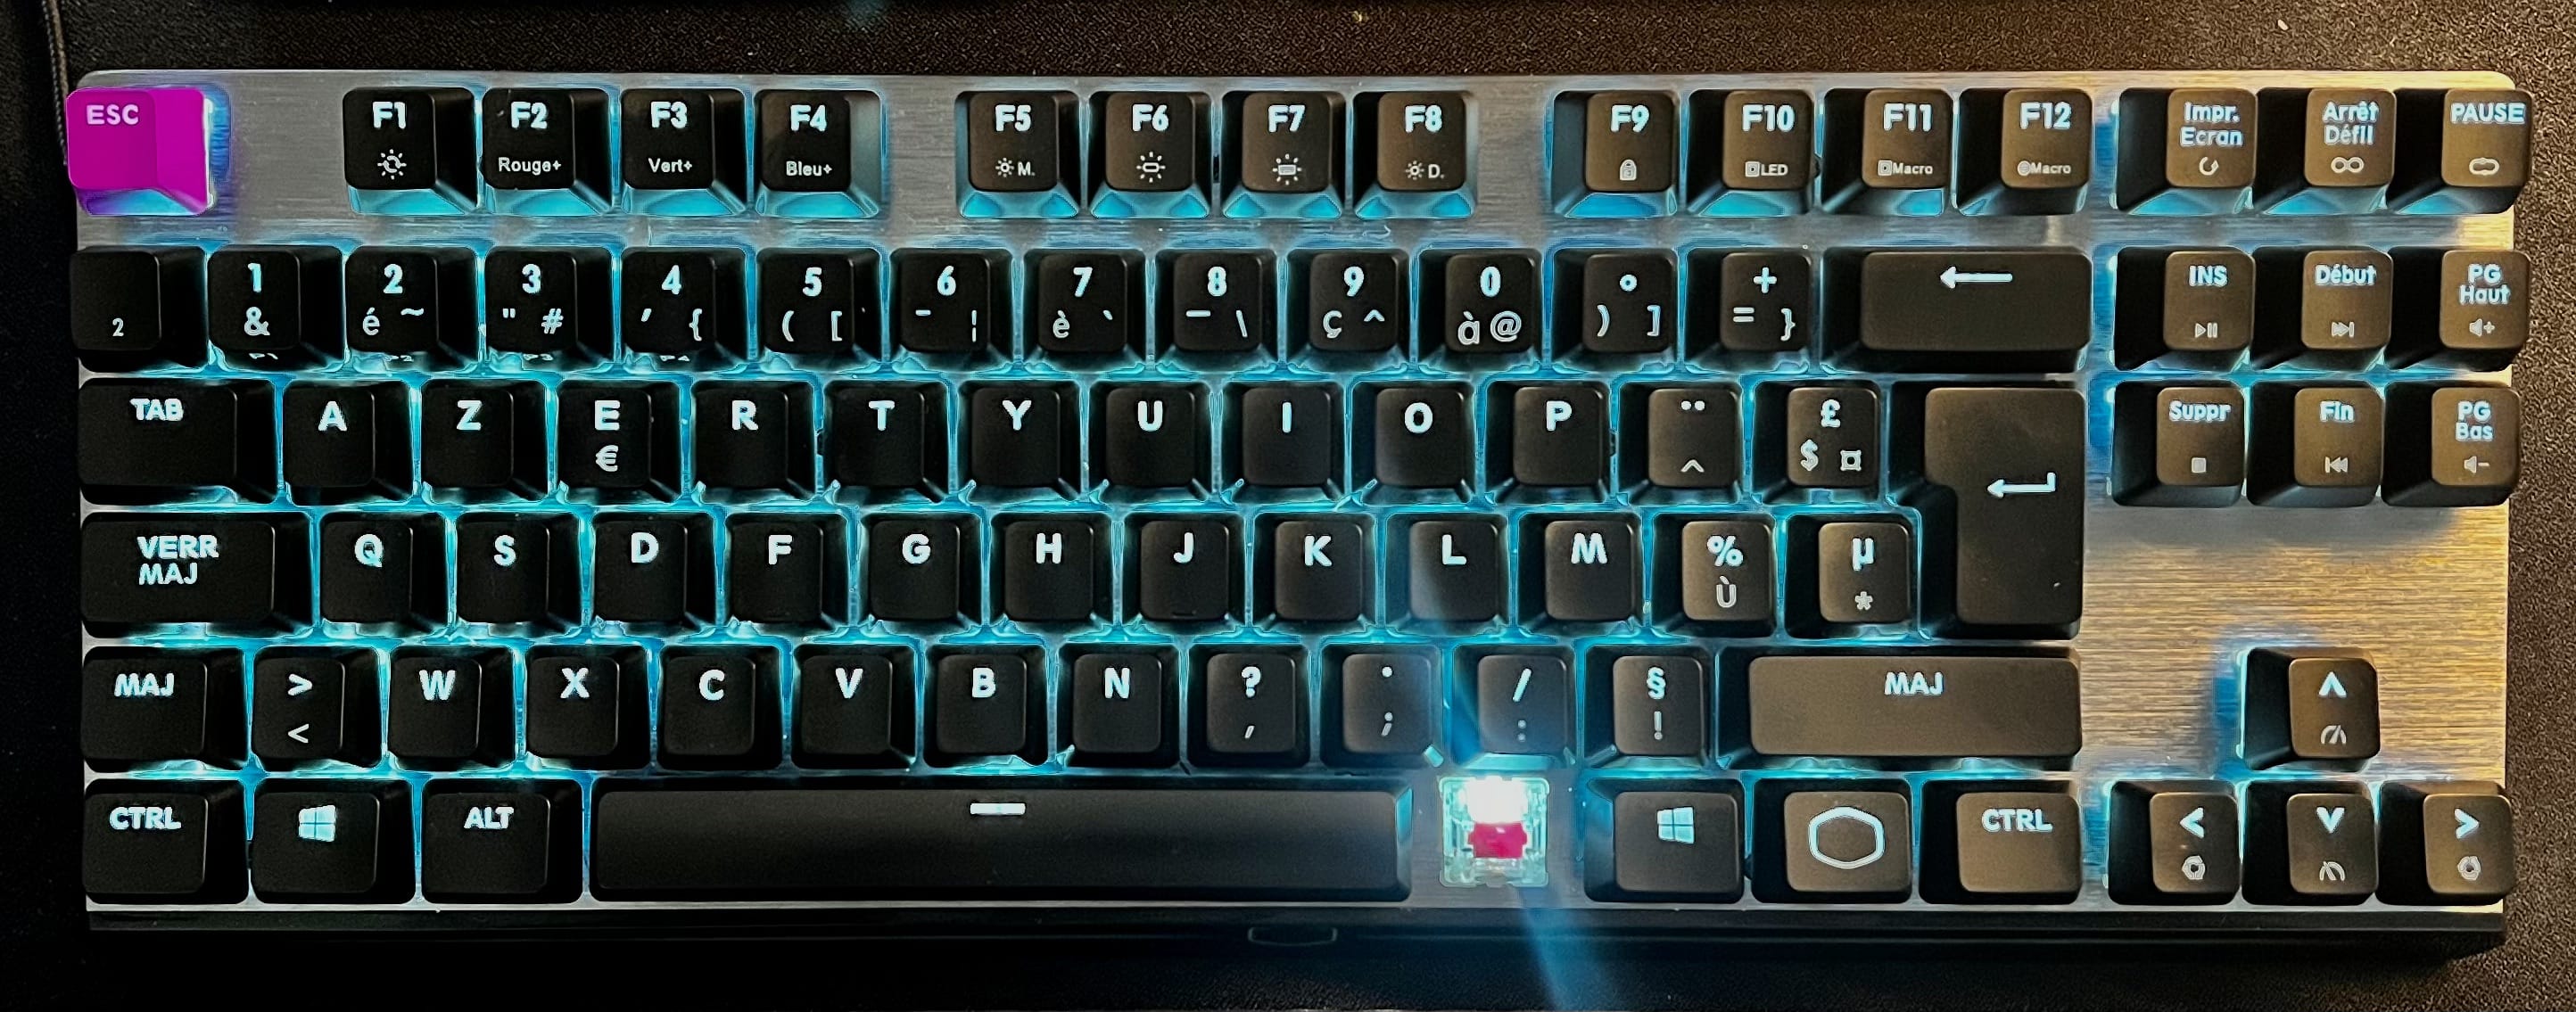 ESC F1 F2 F3 F4 F5 F6 F7 F8 F9 F10 F11 F12 Impr. Arrêt PAUSE
Ecran Défil
Rouge+ Vert+ Bleu+ M. D. LED Macro Macro
1 2 3 4 5 6 7 8 9 0 ° + ← INS Début PG
Haut
2 & é ~ " # ' { ( [ - ¦ è ` _ \ ç ^ à @ ) ] = } +
TAB A Z E R T Y U I O P ¨ £ Suppr Fin PG
Bas
€ ^ $ ¤ -
VERR Q S D F G H J K L M % µ
MAJ
ù *
MAJ > W X C V B N ? . / § MAJ
< , ; : !
CTRL ALT CTRL < >